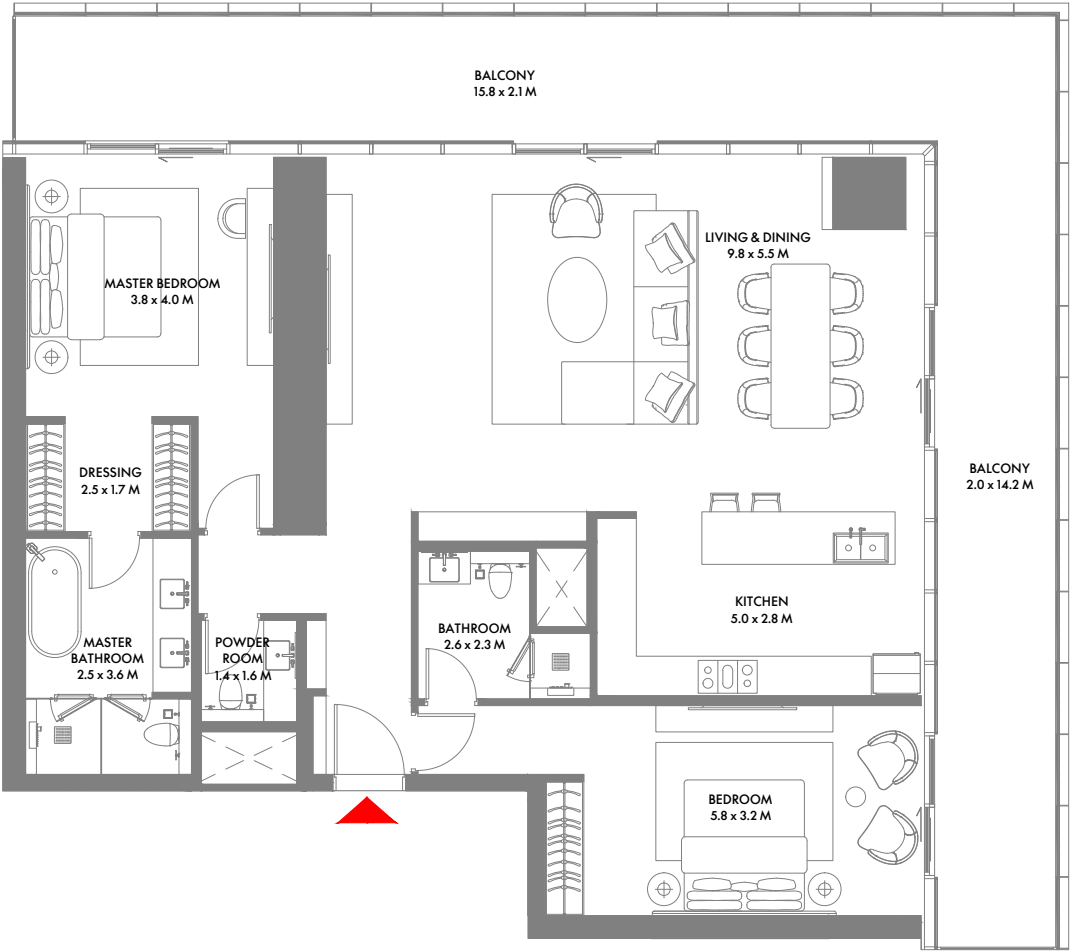 BALCONY
15.8 x 2.1 M
LIVING & DINING
9.8 x 5.5 M
MASTER BEDROOM
3.8 x 4.0 M
DRESSING
2.5 x 1.7 M
BALCONY
2.0 x 14.2 M
KITCHEN
5.0 x 2.8 M
BATHROOM
2.6 x 2.3 M
MASTER
BATHROOM
2.5 x 3.6 M
POWDER
ROOM
1.4 x 1.6 M
BEDROOM
5.8 x 3.2 M